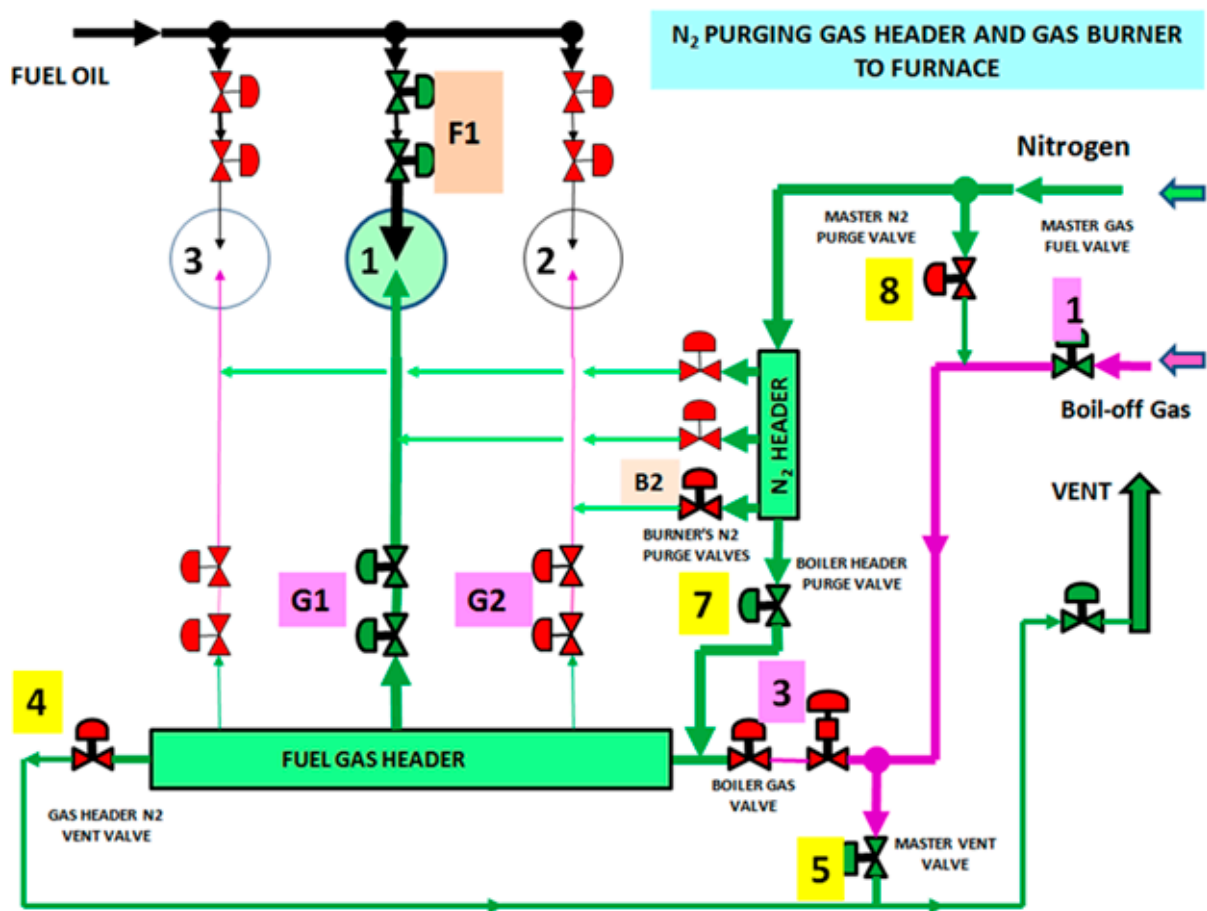 N₂ PURGING GAS HEADER AND GAS BURNER
TO FURNACE
FUEL OIL
F1
Nitrogen
MASTER N2
PURGE VALVE
MASTER GAS
FUEL VALVE
3
1
2
8
1
Boil-off Gas
N₂ HEADER
B2
VENT
BURNER'S N2
PURGE VALVES
BOILER HEADER
PURGE VALVE
G1
G2
7
4
3
FUEL GAS HEADER
BOILER GAS
VALVE
GAS HEADER N2
VENT VALVE
MASTER VENT
VALVE
5